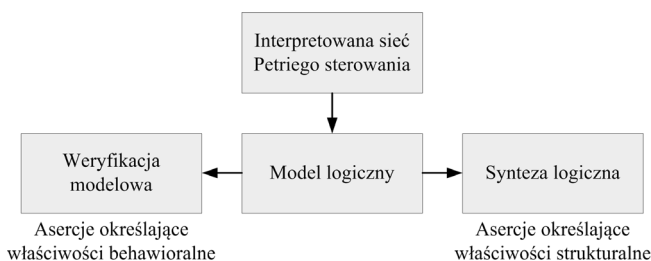 Interpretowana sieć
Petriego sterowania
Weryfikacja
modelowa
Model logiczny
Synteza logiczna
Asercje określające
właściwości behawioralne
Asercje określające
właściwości strukturalne